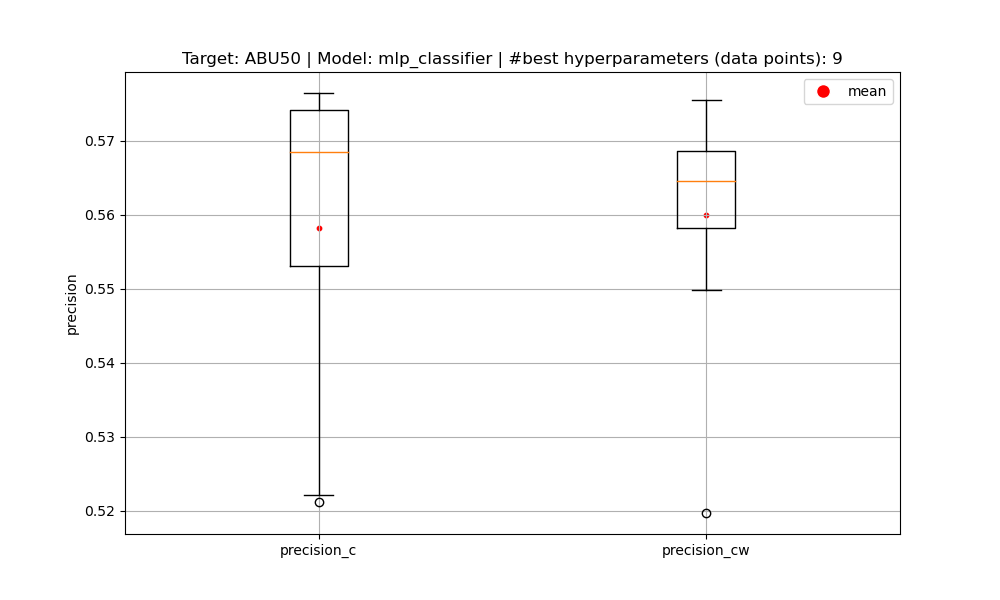 Target: ABU50 | Model: mlp_classifier | #best hyperparameters (data points): 9
mean
0.57
0.56
0.55
0.54
0.53
0.52
precision
precision_c
precision_cw